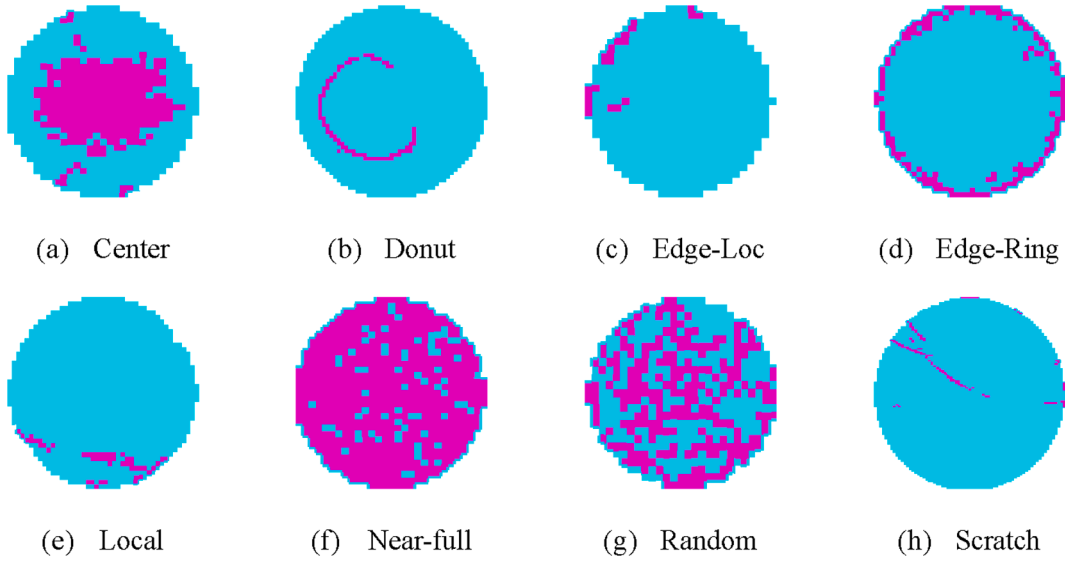 (a) Center
(b) Donut
(c) Edge-Loc
(d) Edge-Ring
(e) Local
(f) Near-full
(g) Random
(h) Scratch